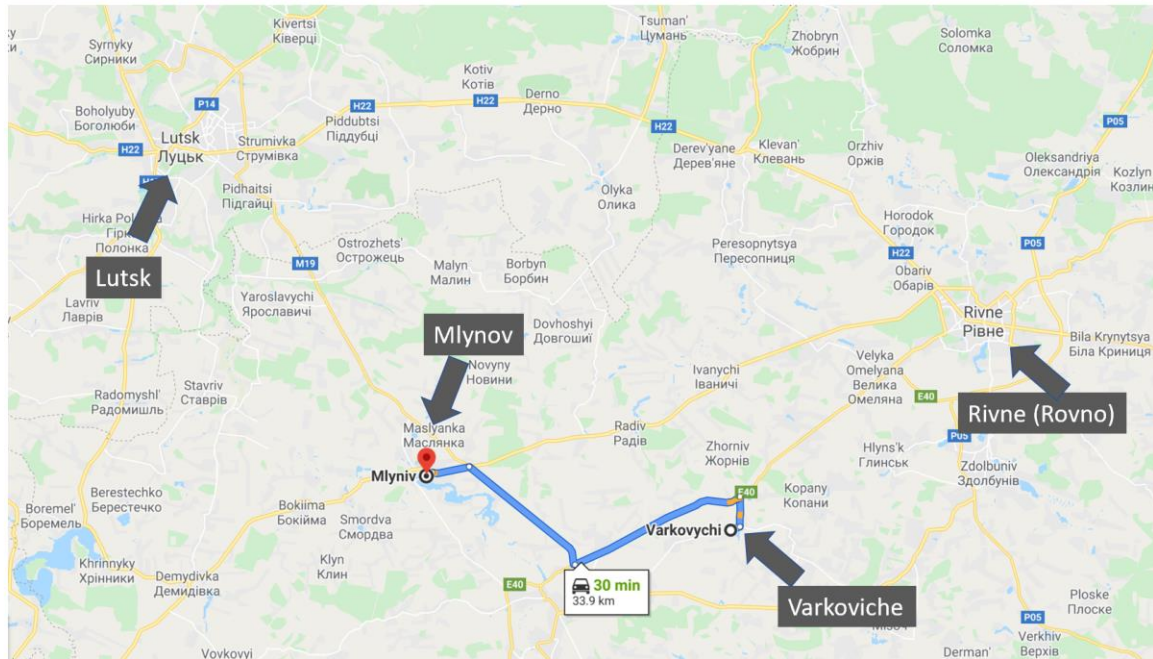 Kivertsi
Ківерці
Tsuman'
Цумань
Zhobryn
Жобрин
Solomka
Соломка
Syrnyky
Сирники
Kotiv
Котів
P14
H22
Derno
Дерно
H22
Piddubtsi
Піддубці
P05
Boholyuby
Боголюби
Lutsk
Луцьк
Strumivka
Струмівка
H22
H22
Derev'yane
Дерев'яне
Klevan'
Клевань
Orzhiv
Оржів
Oleksandriya
Олександрія
Kozlyn
Козлин
Pidhaitsi
Підгайці
Olyka
Олика
Hirka
Полонка
Horodok
Городок
P05
Ostrozhets'
Острожець
Peresopnytsya
Пересопниця
H22
Lutsk
M19
Malyn
Малин
Borbyn
Борбин
Obariv
Обарів
Lavriv
Лаврів
Yaroslavychi
Ярославичі
Mlynov
Dovhoshyi
Довгошиї
Rivne
Рівне
Bila Krynytsya
Біла Криниця
Novyny
Новини
Velyka
Omelyana
Велика
Омеляна
Ivanychi
Іваничі
Stavriv
Ставрів
Radomyshl'
Радомишль
E40
Rivne (Rovno)
Maslyanka
Маслянка
Radiv
Радів
Zhorniv
Жорнів
P05
Hlyns'k
Глинськ
Zdolbuniv
Здолбунів
Mlyniv
Berestechko
Берестечко
E40
Kopany
Копани
Boremel'
Боремель
Bokiima
Бокійма
Smordva
Смордва
Varkovychi
Klyn
Клин
Khrinnyky
Хрінники
Demydivka
Демидівка
E40
30 min
33.9 km
Varkoviche
Ploske
Плоске
P05
Verkhiv
Верхів
Derman'
Vovkovyi